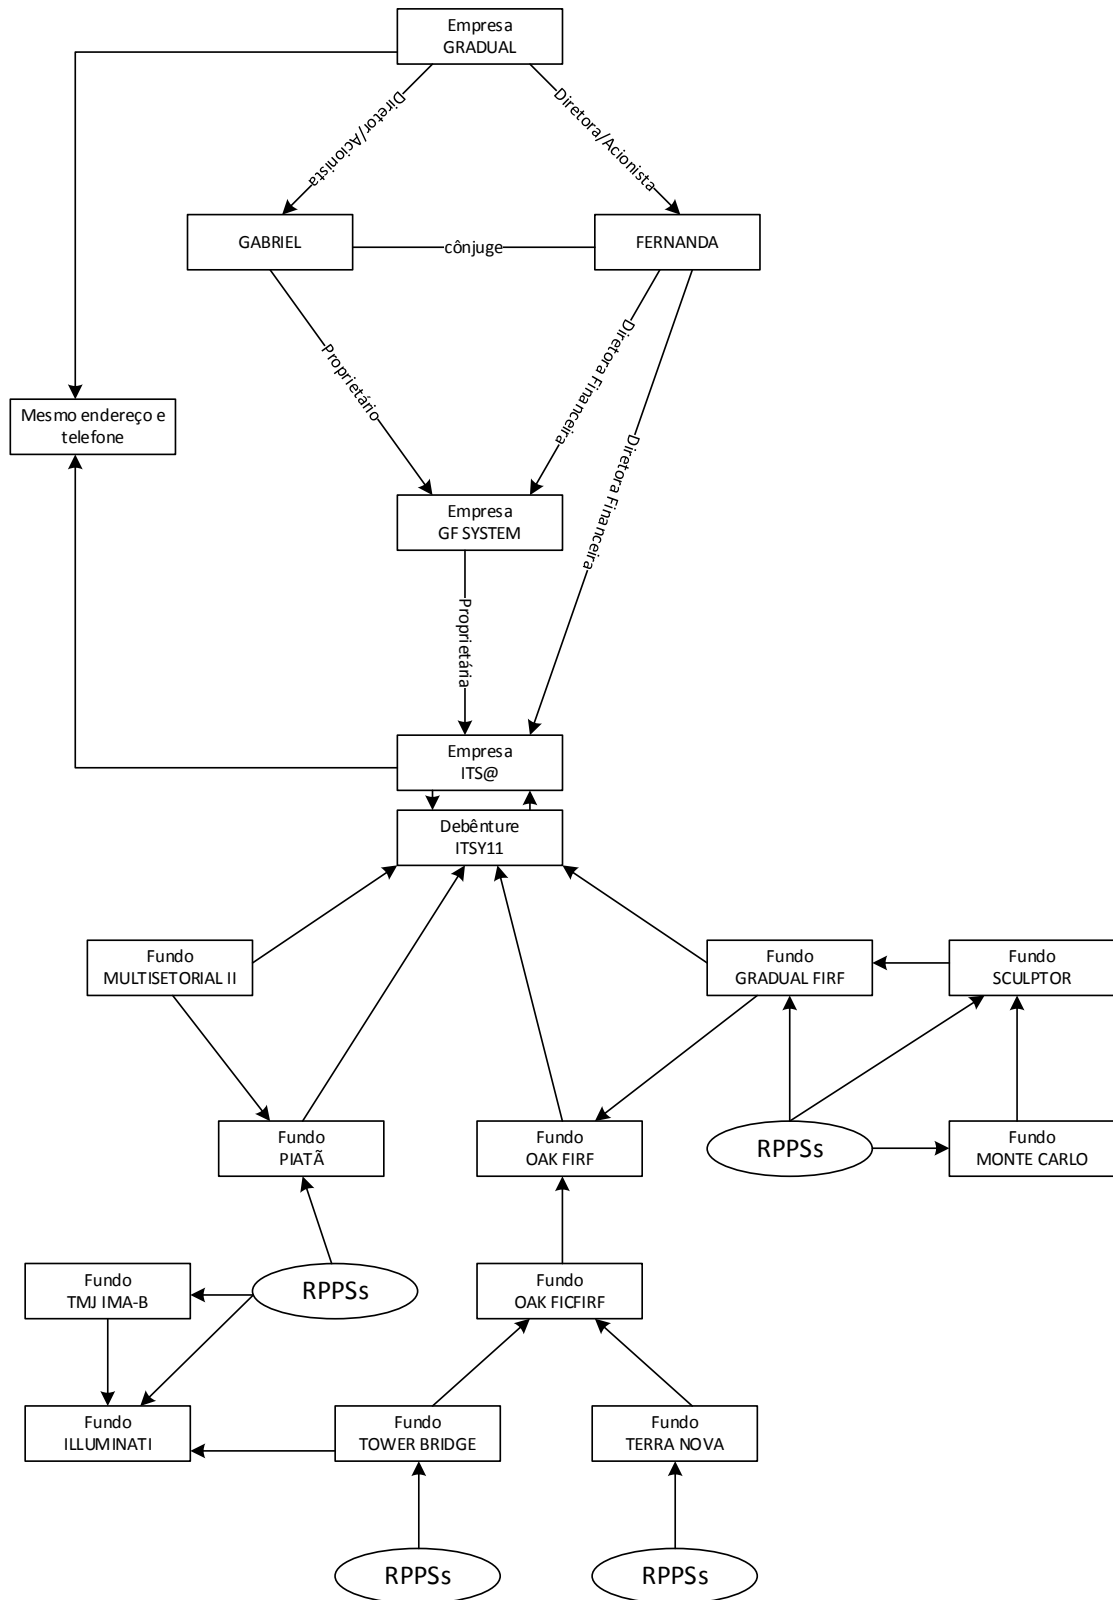 Empresa
GRADUAL
Diretor/Acionista
Diretora/Acionista
GABRIEL
cônjuge
FERNANDA
Proprietário
Diretora Financeira
Diretora Financeira
Mesmo endereço e
telefone
Empresa
GF SYSTEM
Proprietária
Empresa
ITS@
Debênture
ITSY11
Fundo
MULTISETORIAL II
Fundo
GRADUAL FIRF
Fundo
SCULPTOR
Fundo
PIATÃ
Fundo
OAK FIRF
RPPSs
Fundo
MONTE CARLO
Fundo
TMJ IMA-B
RPPSs
Fundo
OAK FICFIRF
Fundo
ILLUMINATI
Fundo
TOWER BRIDGE
Fundo
TERRA NOVA
RPPSs
RPPSs